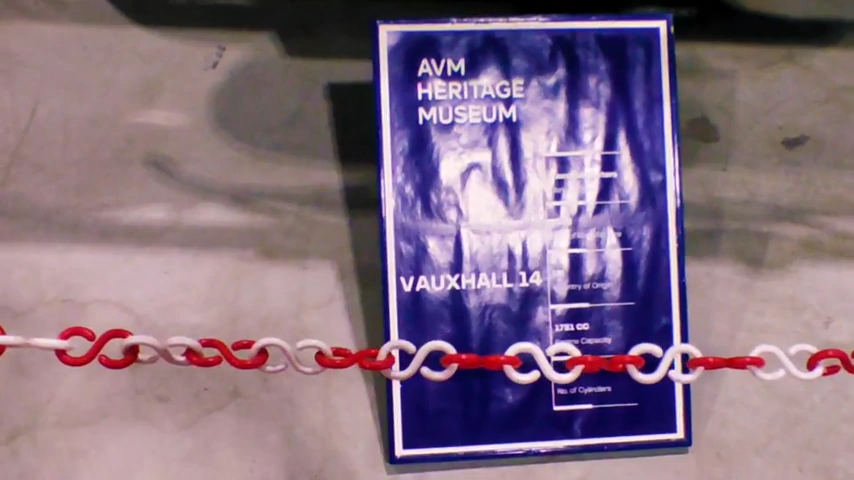 AVM
HERITAGE
MUSEUM
VAUXHALL 14
Country of Origin
1781 CC
Engine Capacity
No. of Cylinders